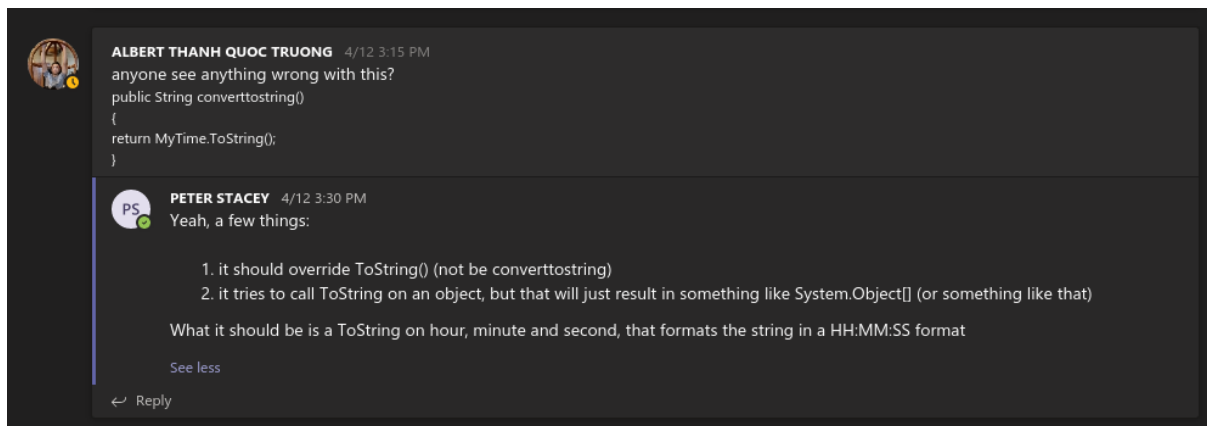 ALBERT THANH QUOC TRUONG 4/12 3:15 PM
anyone see anything wrong with this?
public String converttostring()
{
return MyTime.ToString();
}
PS
PETER STACEY 4/12 3:30 PM
Yeah, a few things:
1. it should override ToString() (not be converttostring)
2. it tries to call ToString on an object, but that will just result in something like System.Object[] (or something like that)
What it should be is a ToString on hour, minute and second, that formats the string in a HH:MM:SS format
See less
Reply